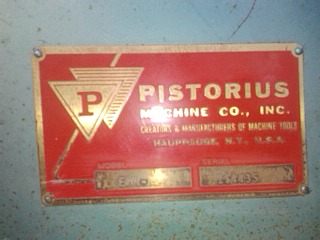 P
PISTORIUS
MACHINE CO., INC.
CREATORS & MANUFACTURERS OF MACHINE TOOLS
HAUPPAUGE, N.Y., U.S.A.
MODEL
SERIAL